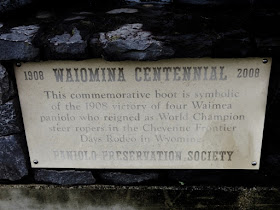 1908 WAIOMINA CENTENNIAL 2008
This commemorative boot is symbolic
of the 1908 victory of four Waimea
paniolo who reigned as World Champion
steer ropers in the Cheyenne Frontier
Days Rodeo in Wyoming.
PANIOLO PRESERVATION SOCIETY